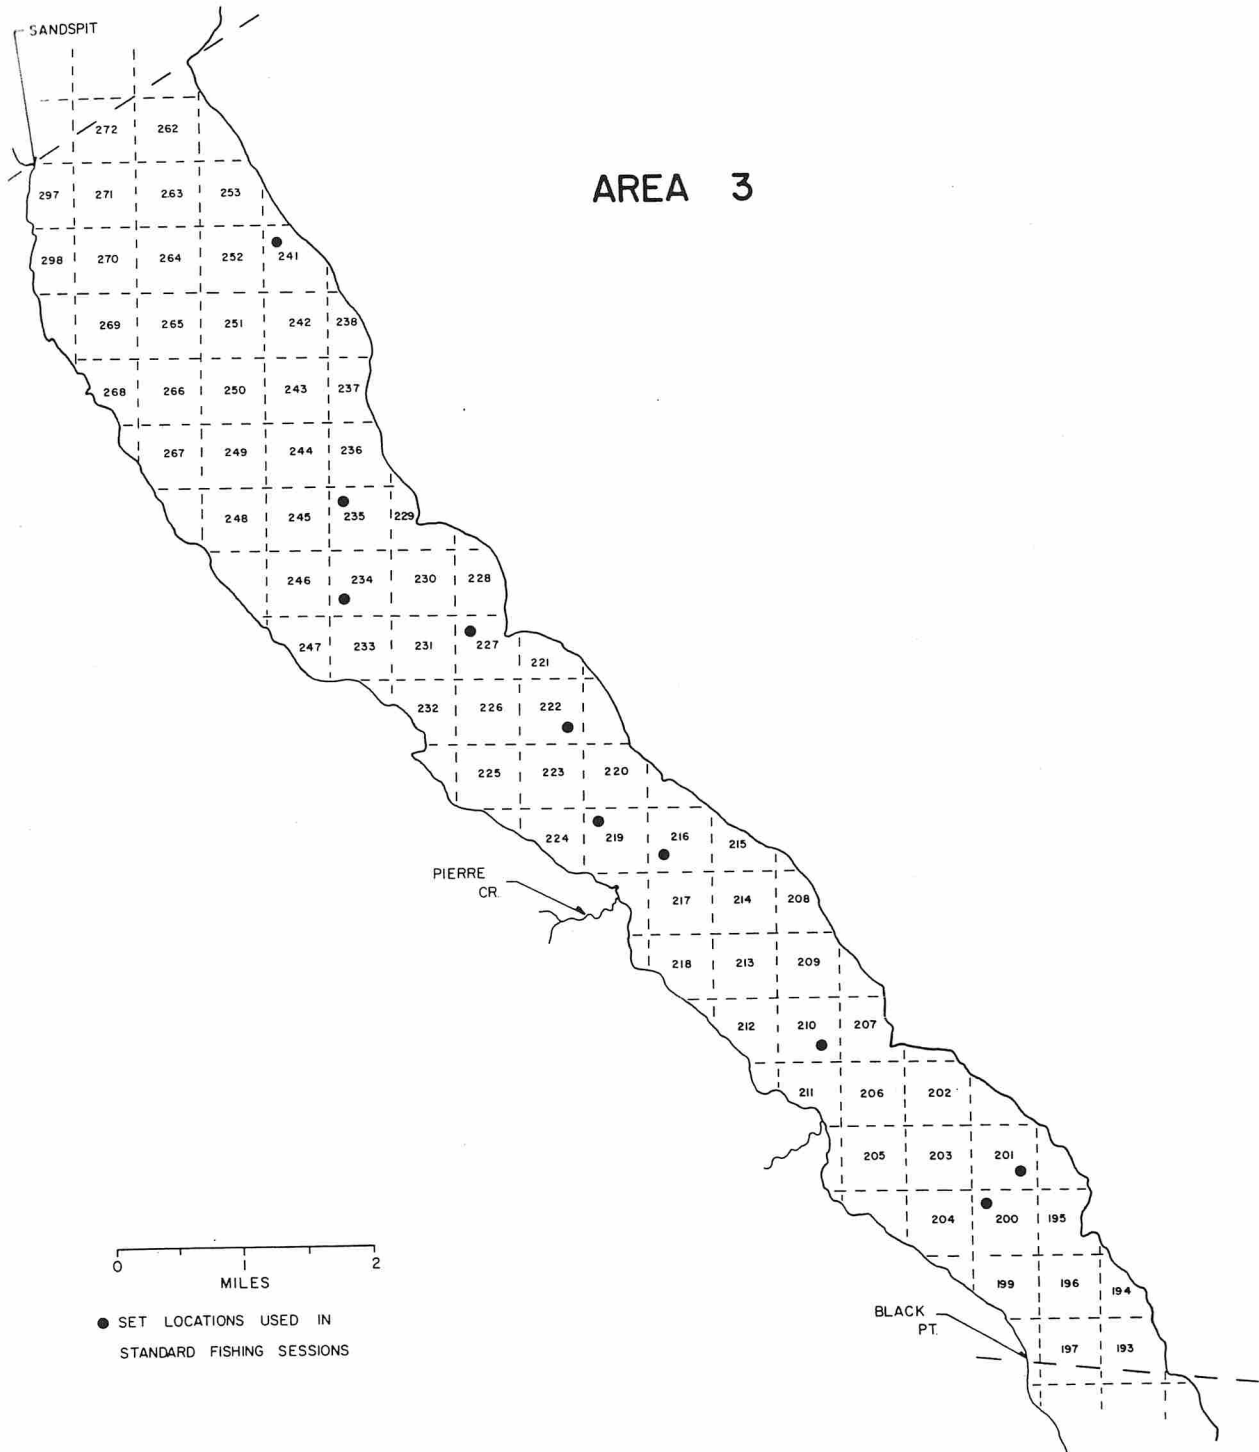 SANDSPIT
272 262
AREA 3
297 271 263 253
298 270 264 252 241
269 265 251 242 238
268 266 250 243 237
267 249 244 236
248 245 235 229
246 234 230 228
247 233 231 227
221
232 226 222
225 223 220
224 219 216 215
PIERRE
CR.
217 214 208
218 213 209
212 210 207
211 206 202
205 203 201
204 200 195
199 196 194
BLACK
PT.
197 193
0 1 2
MILES
SET LOCATIONS USED IN
STANDARD FISHING SESSIONS